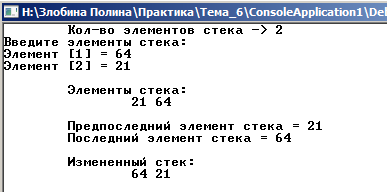 H:\Злобина Полина\Практика\Тема_6\ConsoleApplication1\Del
Кол-во элементов стека -> 2
Введите элементы стека:
Элемент [1] = 64
Элемент [2] = 21
Элементы стека:
21 64
Предпоследний элемент стека = 21
Последний элемент стека = 64
Измененный стек:
64 21